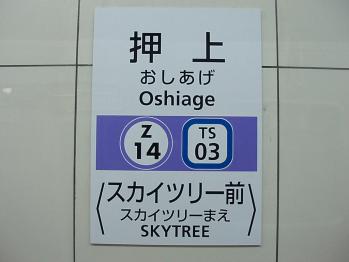 押上
おしあげ
Oshiage
Z TS
14 03
〈スカイツリー前〉
スカイツリーまえ
SKYTREE